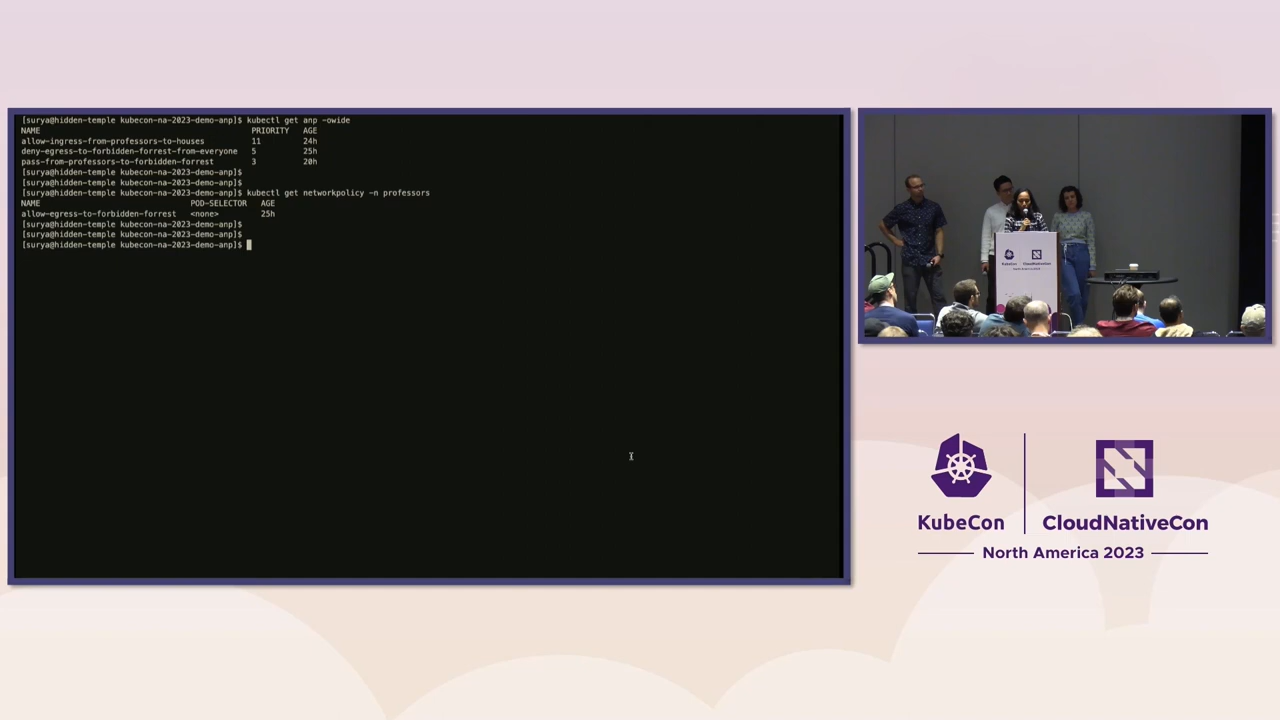 [surya@hidden-temple kubecon-na-2023-demo-anp]$ kubectl get anp -owide
NAME PRIORITY AGE
allow-ingress-from-professors-to-houses 11 24h
deny-egress-to-forbidden-forrest-from-everyone 5 25h
pass-from-professors-to-forbidden-forrest 3 20h
[surya@hidden-temple kubecon-na-2023-demo-anp]$
[surya@hidden-temple kubecon-na-2023-demo-anp]$
[surya@hidden-temple kubecon-na-2023-demo-anp]$ kubectl get networkpolicy -n professors
NAME POD-SELECTOR AGE
allow-egress-to-forbidden-forrest <none> 25h
[surya@hidden-temple kubecon-na-2023-demo-anp]$
[surya@hidden-temple kubecon-na-2023-demo-anp]$
[surya@hidden-temple kubecon-na-2023-demo-anp]$
KubeCon CloudNativeCon
KubeCon
CloudNativeCon
North America 2023